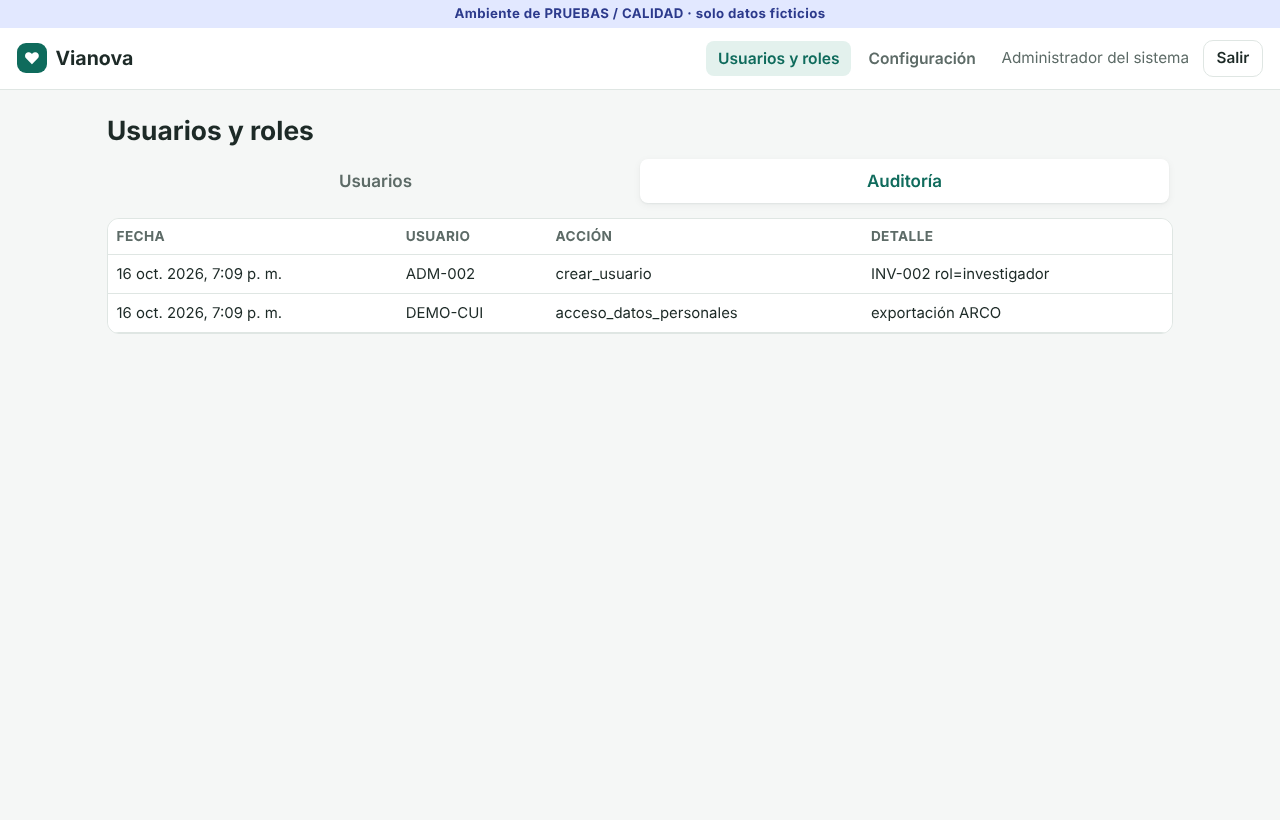 Ambiente de PRUEBAS / CALIDAD · solo datos ficticios
Vianova Usuarios y roles Configuración Administrador del sistema Salir
Usuarios y roles
Usuarios Auditoría
FECHA USUARIO ACCIÓN DETALLE
16 oct. 2026, 7:09 p. m. ADM-002 crear_usuario INV-002 rol=investigador
16 oct. 2026, 7:09 p. m. DEMO-CUI acceso_datos_personales exportación ARCO